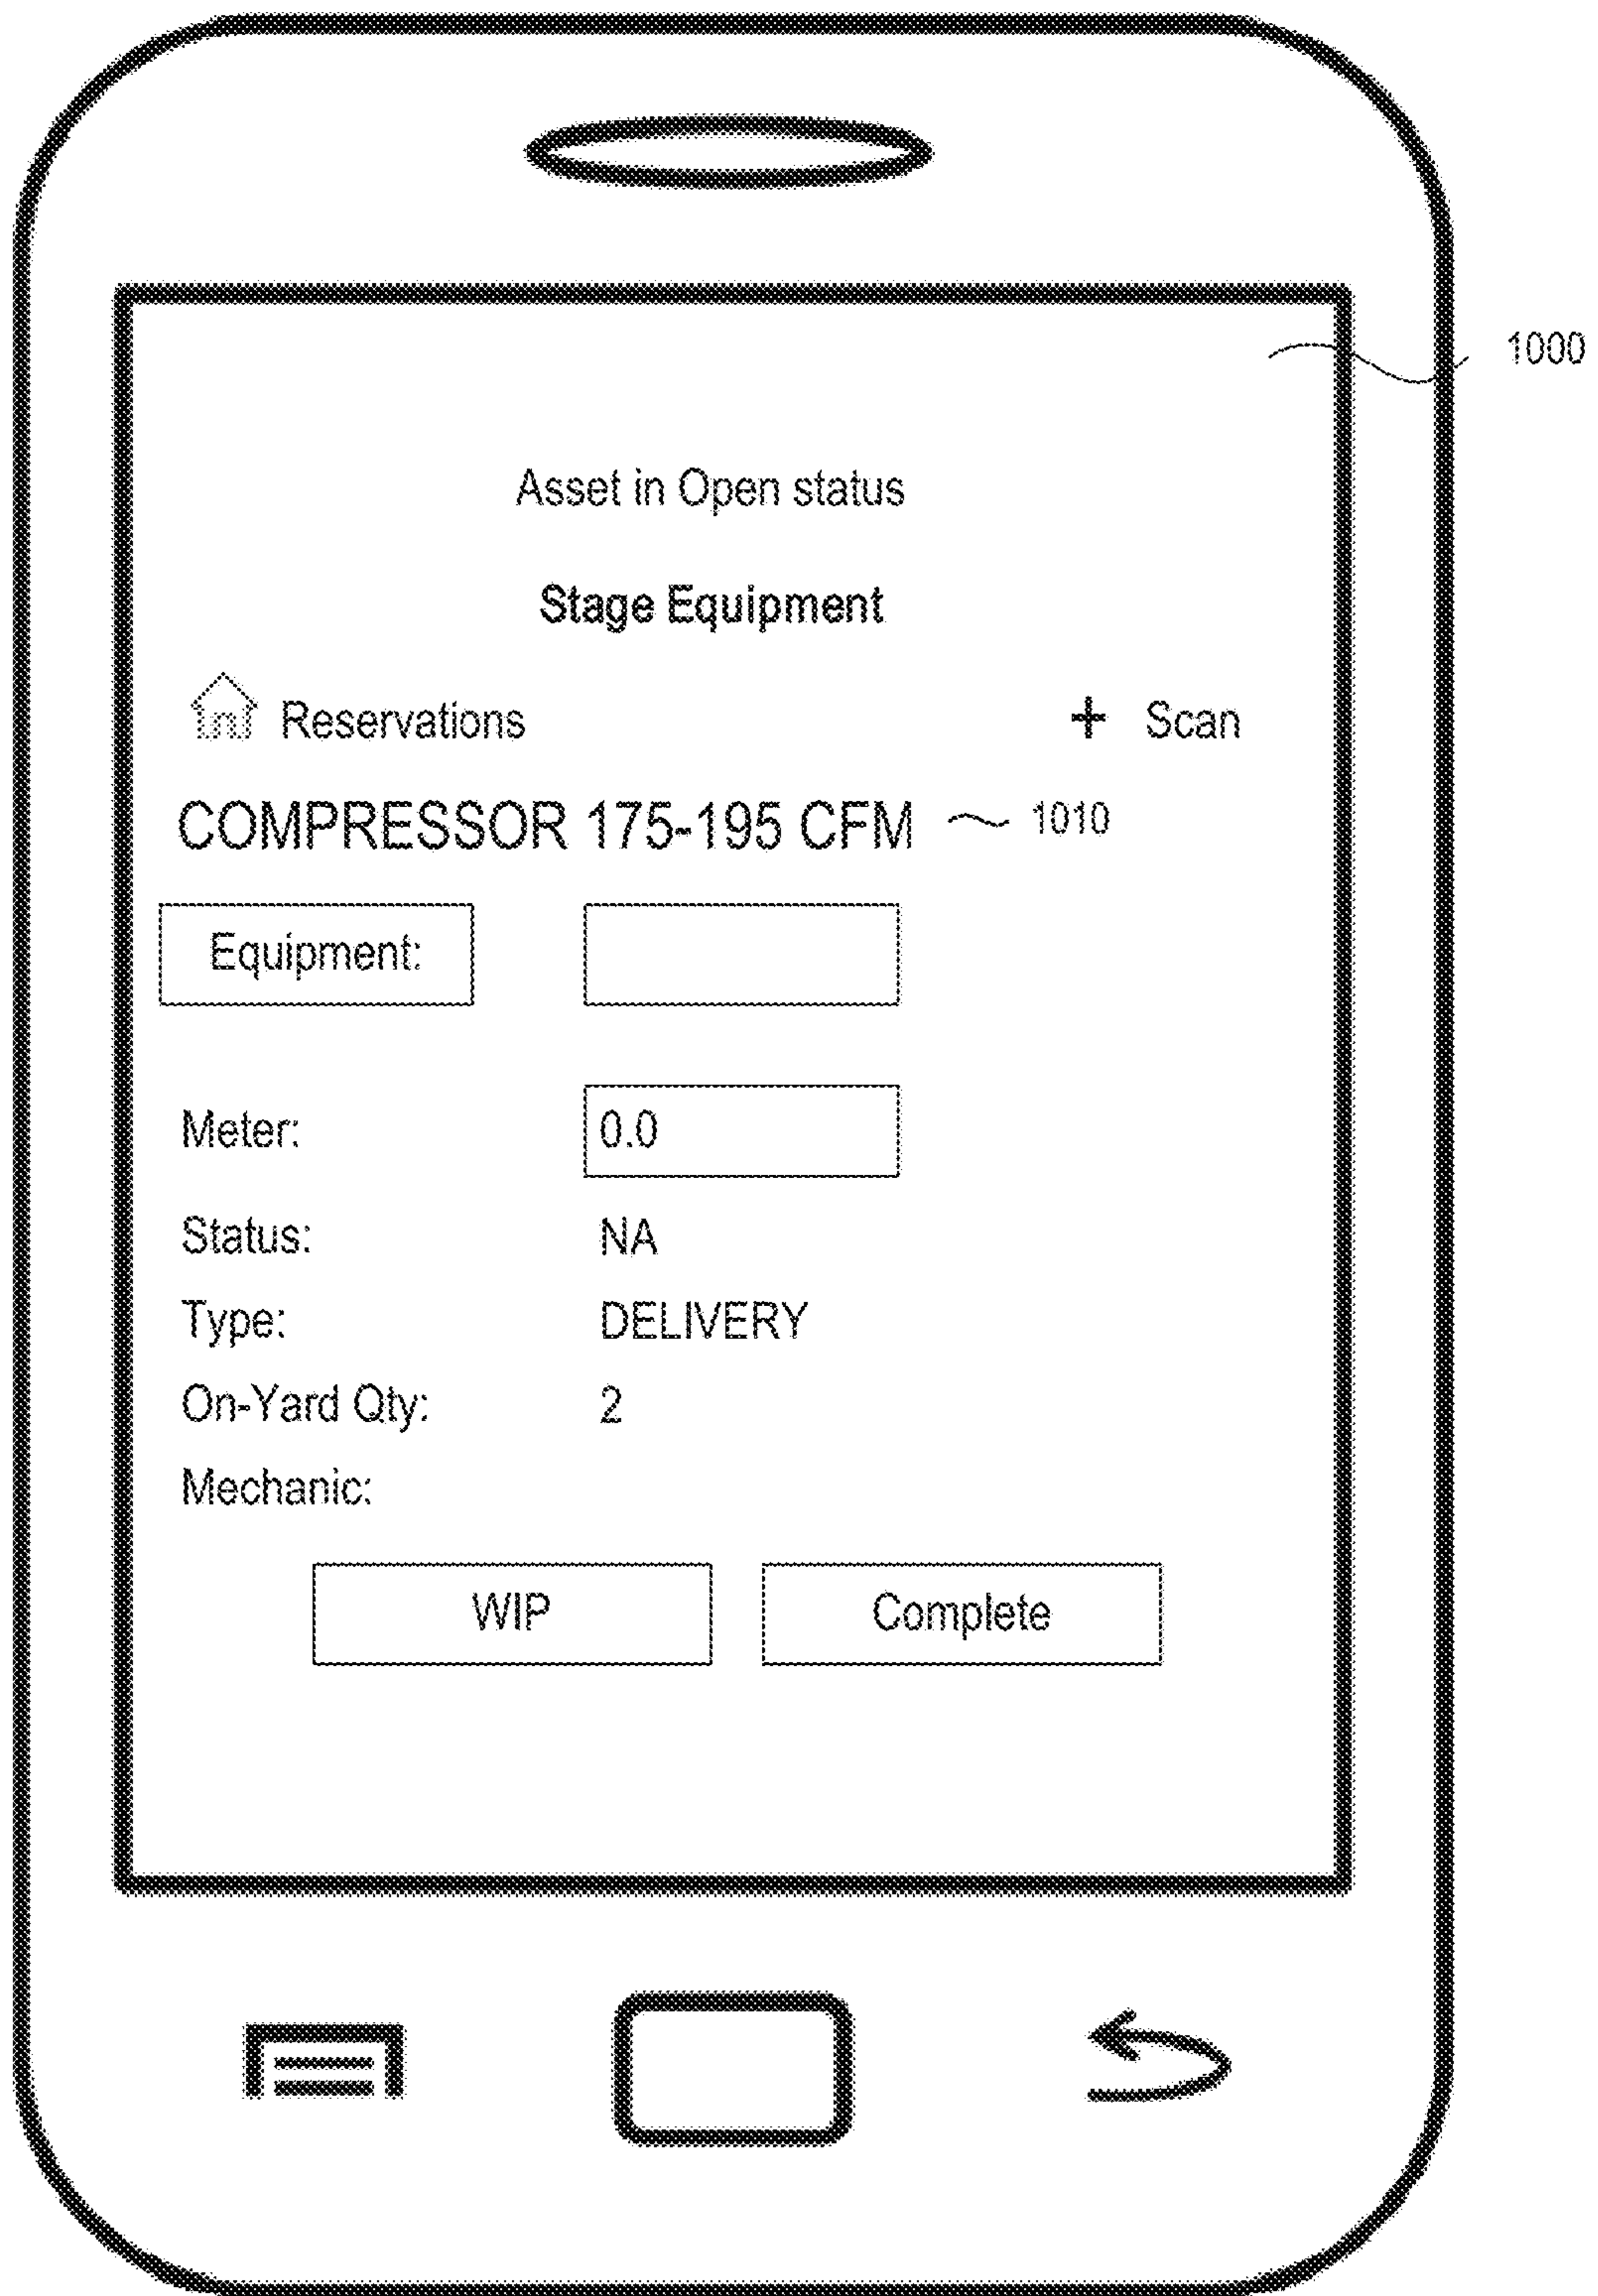 1000
Asset in Open status
Stage Equipment
Reservations + Scan
COMPRESSOR 175-195 CFM 1010
Equipment:
Meter: 0.0
Status: NA
Type: DELIVERY
On-Yard Qty: 2
Mechanic:
WIP Complete